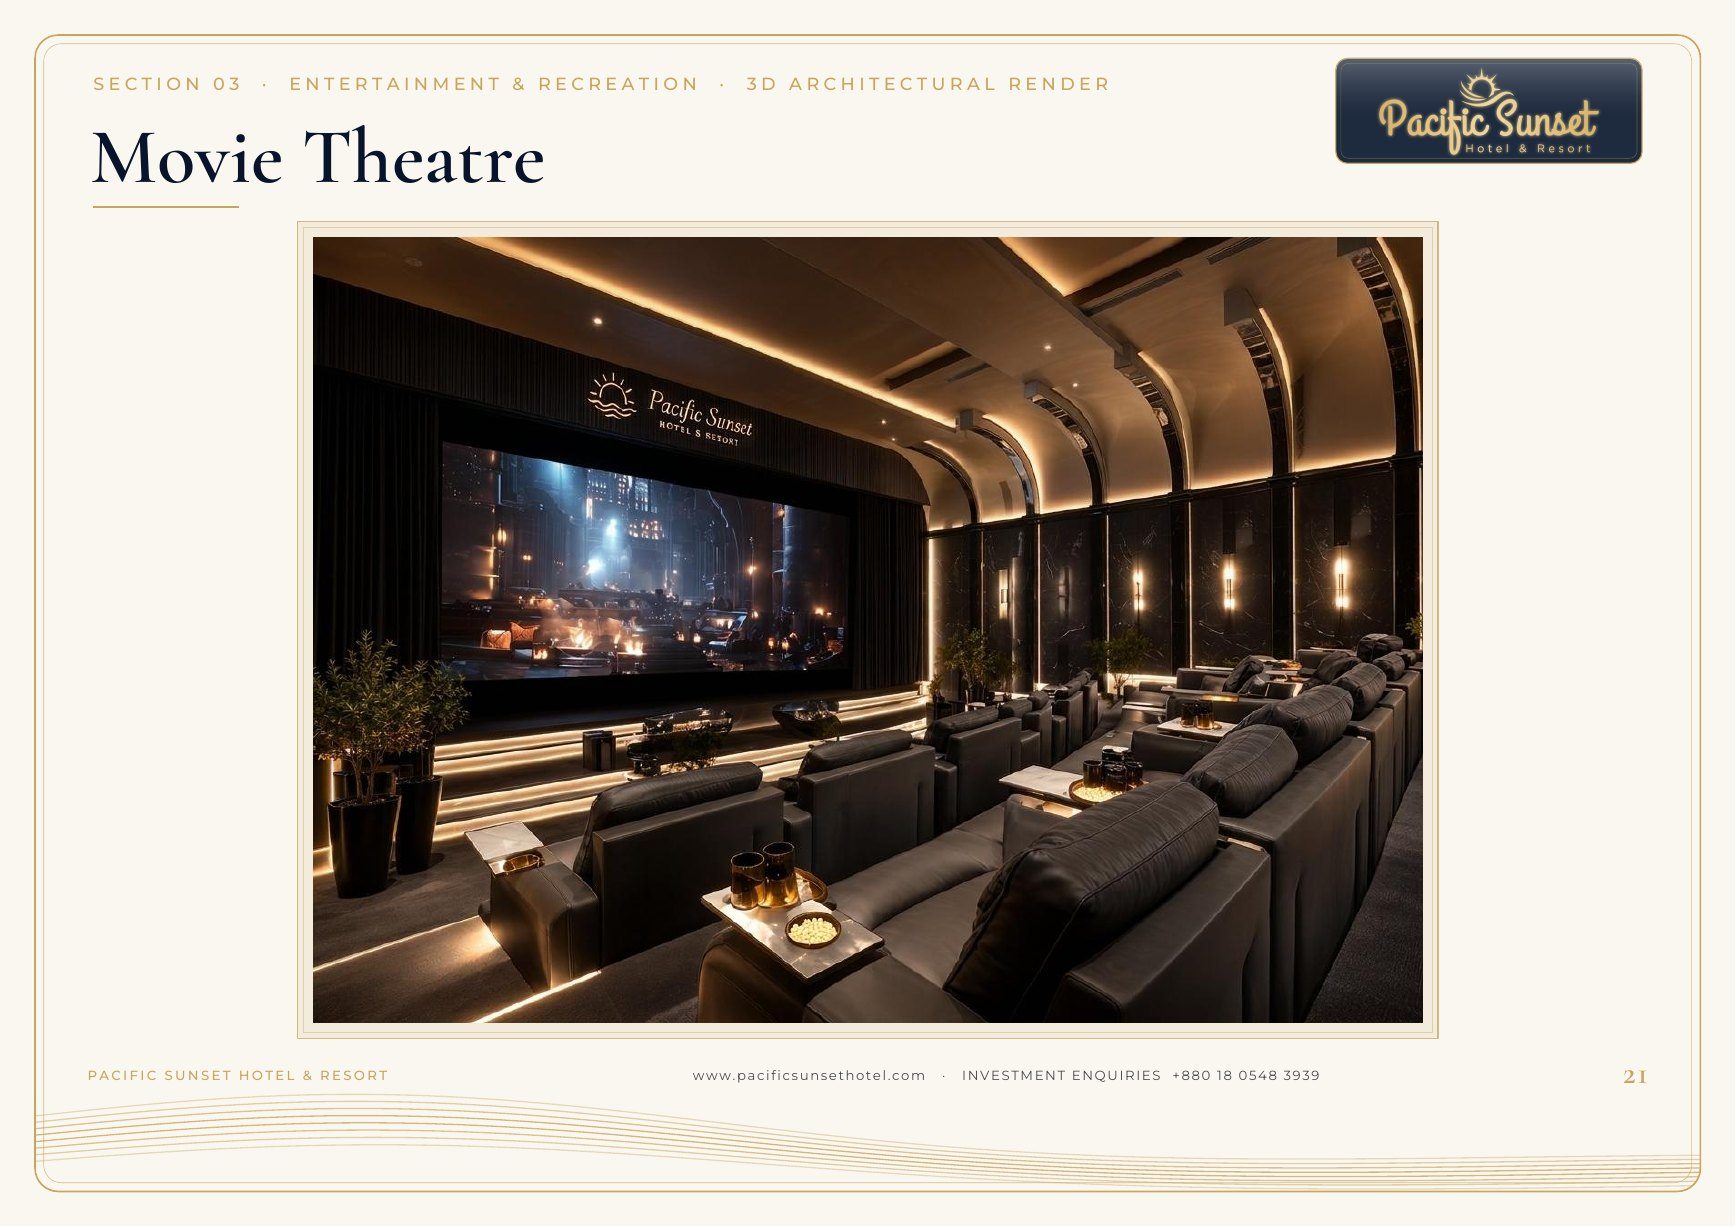 SECTION 03 · ENTERTAINMENT & RECREATION · 3D ARCHITECTURAL RENDER
Pacific Sunset
Hotel & Resort
Movie Theatre
Pacific Sunset
HOTEL & RESORT
PACIFIC SUNSET HOTEL & RESORT
www.pacificsunsethotel.com · INVESTMENT ENQUIRIES +880 18 0548 3939
21